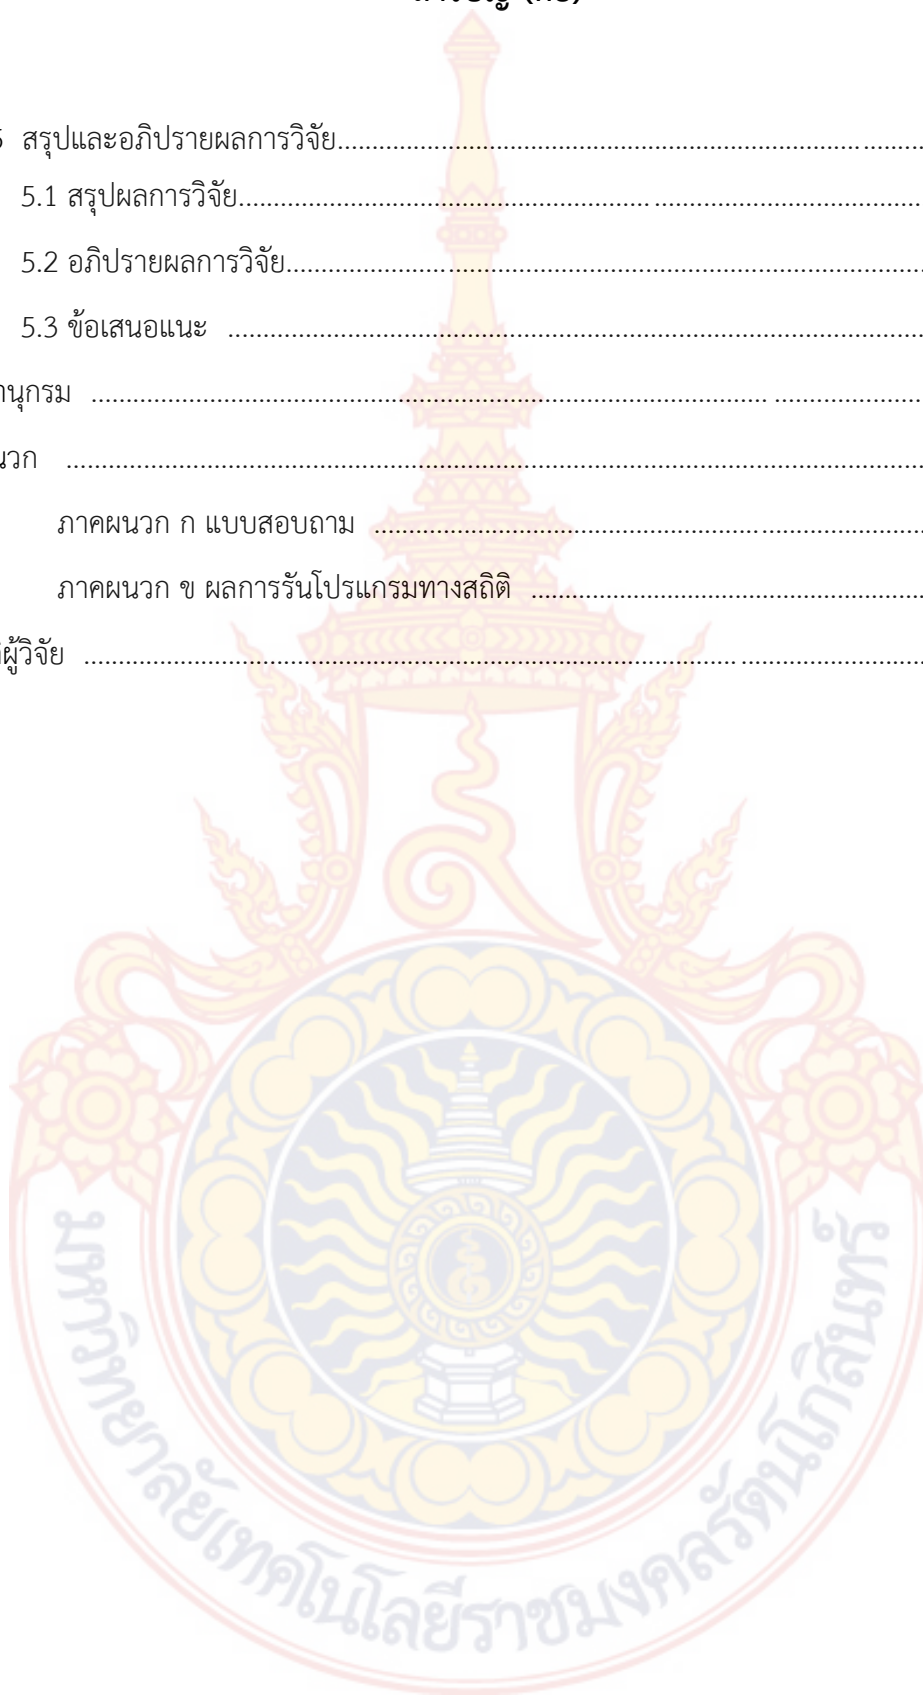 5 สรุปและอภิปรายผลการวิจัย
5.1 สรุปผลการวิจัย
5.2 อภิปรายผลการวิจัย
5.3 ข้อเสนอแนะ
านุกรม
นวก
ภาคผนวก ก แบบสอบถาม
ภาคผนวก ข ผลการรันโปรแกรมทางสถิติ
ผู้วิจัย
มหาวิทยาลัยเทคโนโลยีราชมงคลรัตนโกสินทร์